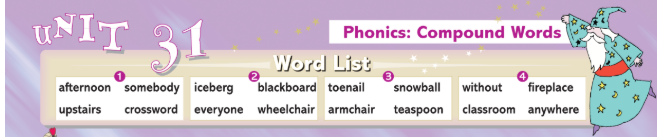 UNIT 31
Phonics: Compound Words
Word List
1 2 3 4
afternoon somebody iceberg blackboard toenail snowball without fireplace
upstairs crossword everyone wheelchair armchair teaspoon classroom anywhere